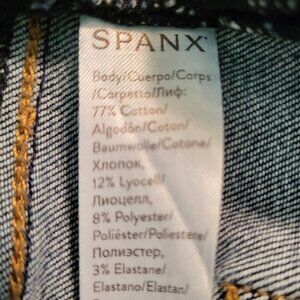 SPANX
Body/Cuerpo/Corps
/Corpetto/Лиф:
77% Cotton/
Algodón/Coton/
Baumwolle/Cotone/
Хлопок,
12% Lyocell/
Лиоцелл,
8% Polyester/
Poliéster/Poliestere/
Полиэстер,
3% Elastane/
Elastano/Elastan/